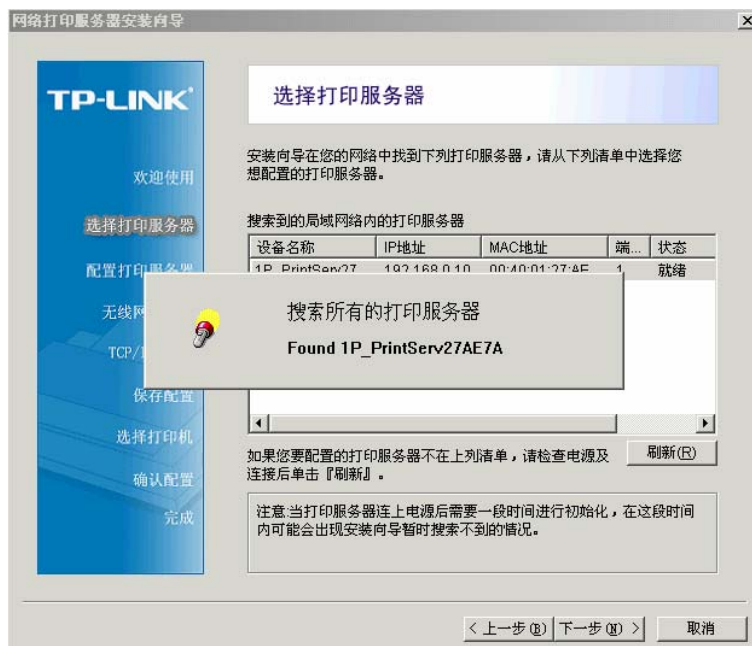 网络打印服务器安装向导
TP-LINK
选择打印服务器
欢迎使用
选择打印服务器
配置打印服务器
无线网
TCP/
保存配置
选择打印机
确认配置
完成
安装向导在您的网络中找到下列打印服务器，请从下列清单中选择您
想配置的打印服务器。
搜索到的局域网络内的打印服务器
设备名称 IP地址 MAC地址 端... 状态
1P_PrintServ27 192.168.0.10 00:40:01:27:AE 1 就绪
搜索所有的打印服务器
Found 1P_PrintServ27AE7A
如果您要配置的打印服务器不在上列清单，请检查电源及
连接后单击『刷新』。
刷新(R)
注意:当打印服务器连上电源后需要一段时间进行初始化，在这段时间
内可能会出现安装向导暂时搜索不到的情况。
< 上一步(B) 下一步(N) > 取消